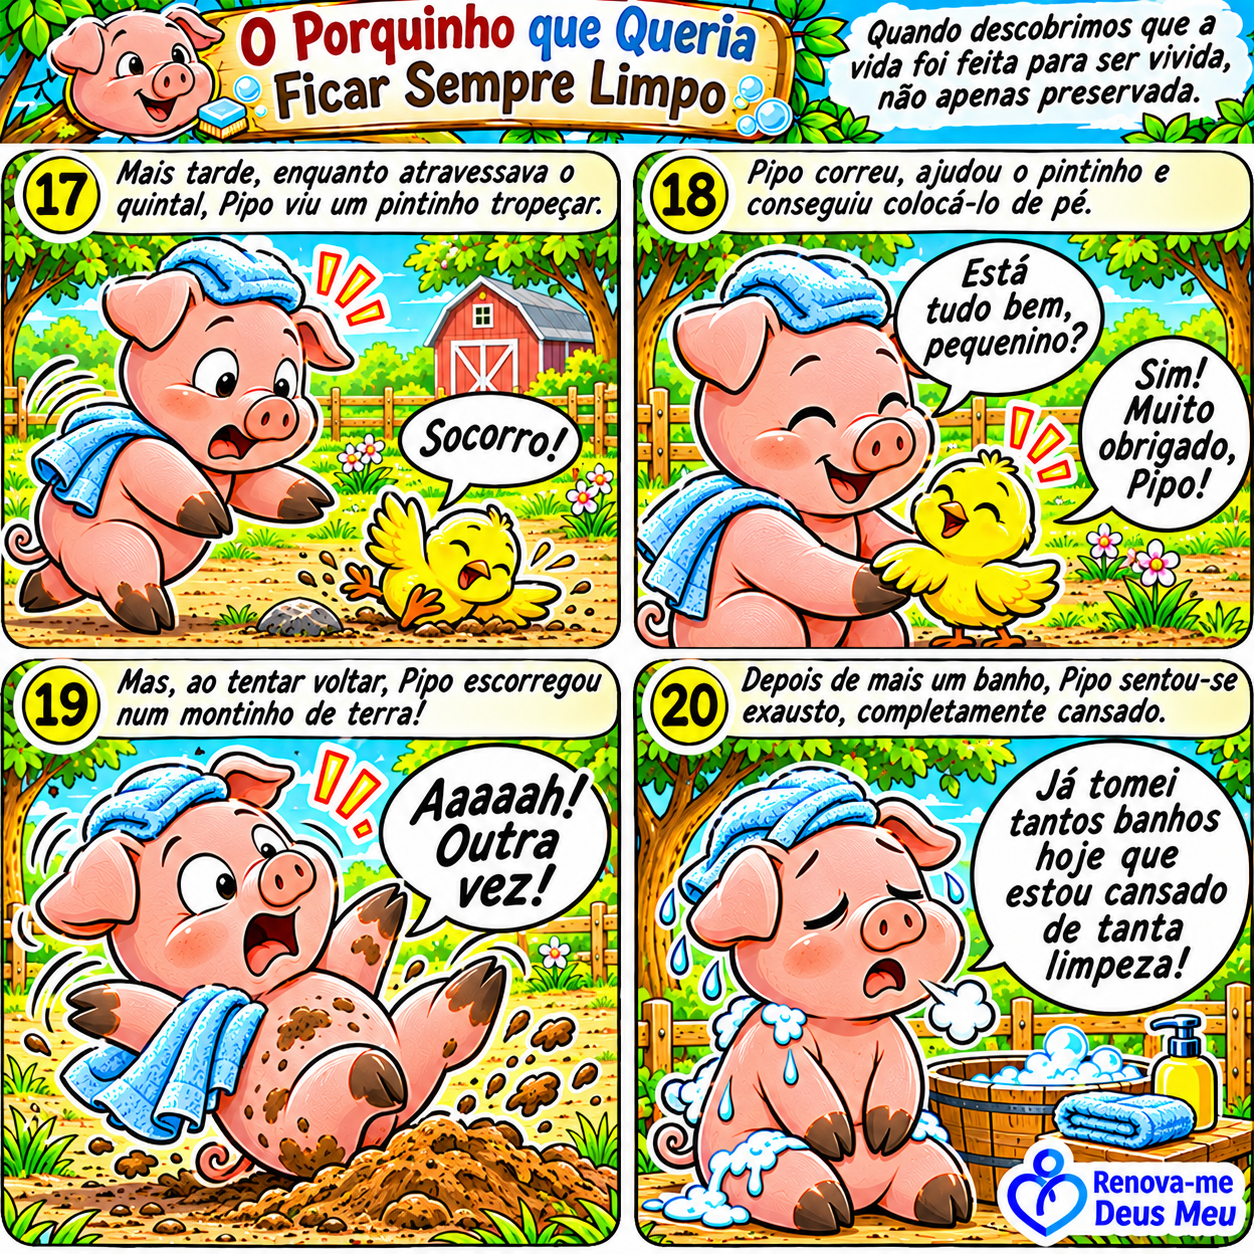 O Porquinho que Queria
Ficar Sempre Limpo
Quando descobrimos que a
vida foi feita para ser vivida,
não apenas preservada.
17
Mais tarde, enquanto atravessava o
quintal, Pipo viu um pintinho tropeçar.
Socorro!
18
Pipo correu, ajudou o pintinho e
conseguiu colocá-lo de pé.
Está
tudo bem,
pequenino?
Sim!
Muito
obrigado,
Pipo!
19
Mas, ao tentar voltar, Pipo escorregou
num montinho de terra!
Aaaaah!
Outra
vez!
20
Depois de mais um banho, Pipo sentou-se
exausto, completamente cansado.
Já tomei
tantos banhos
hoje que
estou cansado
de tanta
limpeza!
Renova-me
Deus Meu